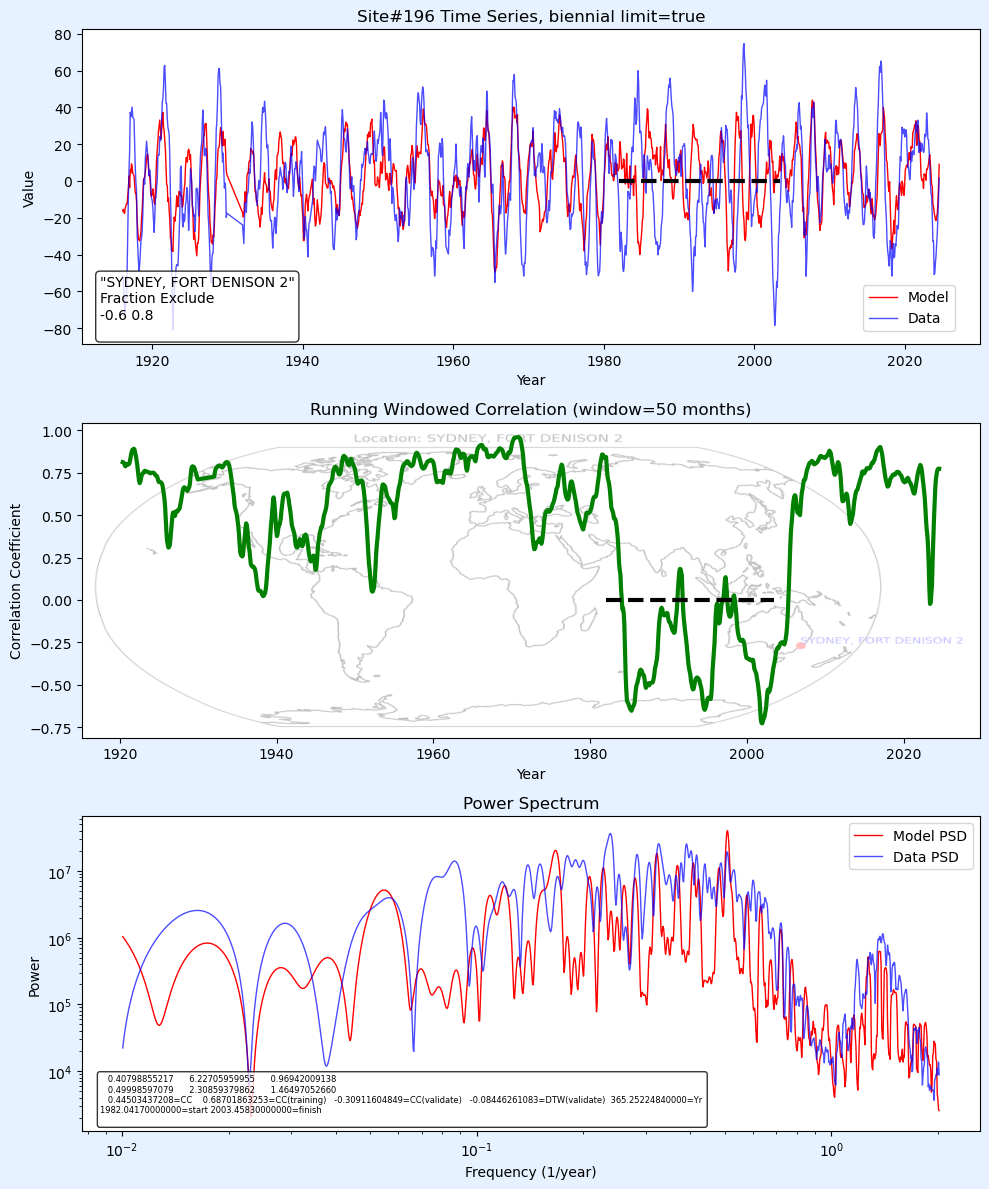 Site#196 Time Series, biennial limit=true
Value
80
60
40
20
0
−20
−40
−60
−80
"SYDNEY, FORT DENISON 2"
Fraction Exclude
-0.6 0.8
Model
Data
1920
1940
1960
1980
2000
2020
Year
Running Windowed Correlation (window=50 months)
Correlation Coefficient
1.00
0.75
0.50
0.25
0.00
−0.25
−0.50
−0.75
Location: SYDNEY, FORT DENISON 2
SYDNEY, FORT DENISON 2
1920
1940
1960
1980
2000
2020
Year
Power Spectrum
Power
10⁷
10⁶
10⁵
10⁴
Model PSD
Data PSD
0.40798855217 6.22705959955 0.96942009138
0.49998597079 2.30859379862 1.46497052660
0.44503437208=CC 0.68701863253=CC(training) -0.30911604849=CC(validate) -0.08446261083=DTW(validate) 365.25224840000=Yr
1982.04170000000=start 2003.45830000000=finish
10⁻²
10⁻¹
10⁰
Frequency (1/year)